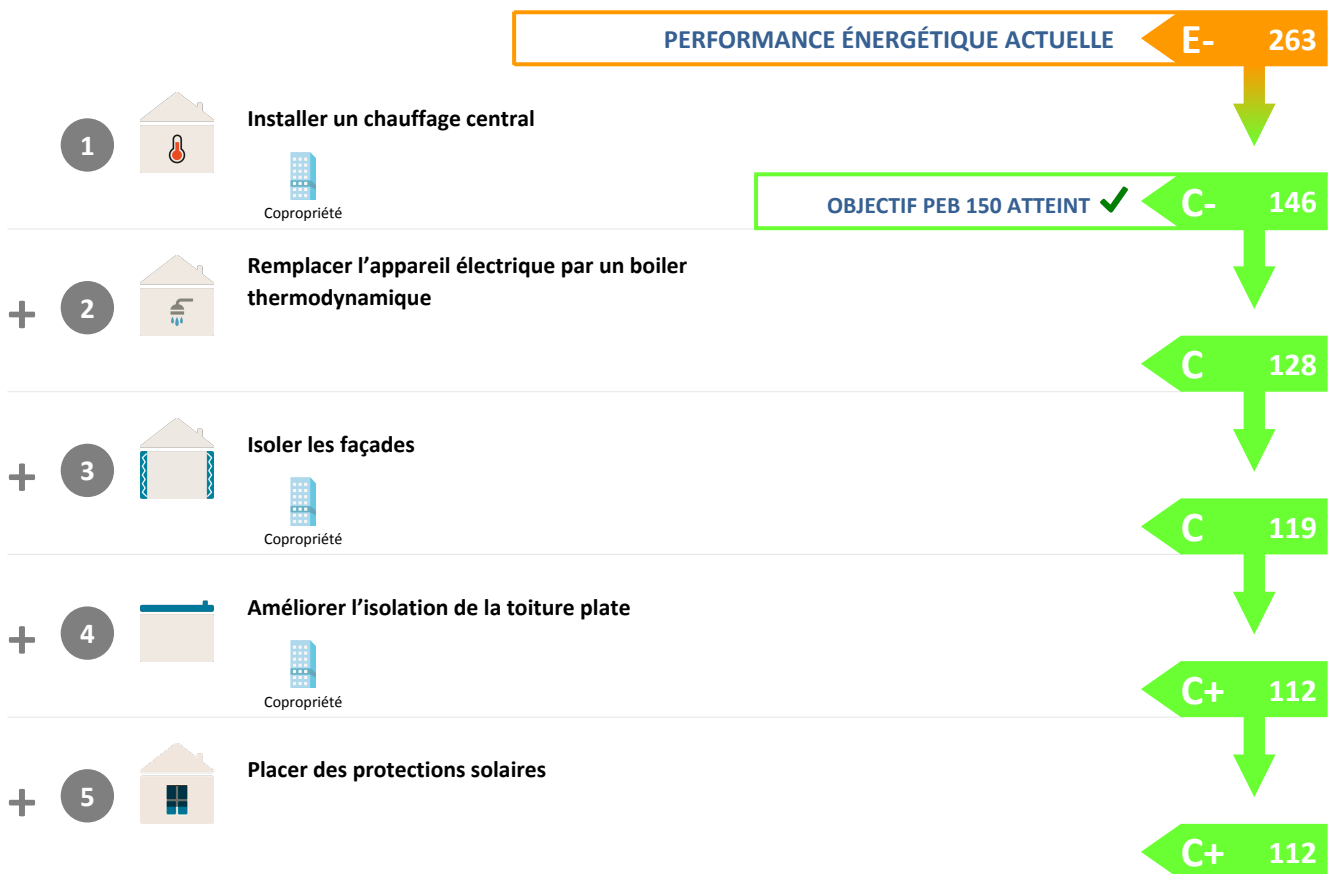 PERFORMANCE ÉNERGÉTIQUE ACTUELLE E- 263
1 Installer un chauffage central
Copropriété
OBJECTIF PEB 150 ATTEINT C- 146
+ 2 Remplacer l’appareil électrique par un boiler
thermodynamique
C 128
+ 3 Isoler les façades
Copropriété
C 119
+ 4 Améliorer l’isolation de la toiture plate
Copropriété
C+ 112
+ 5 Placer des protections solaires
C+ 112